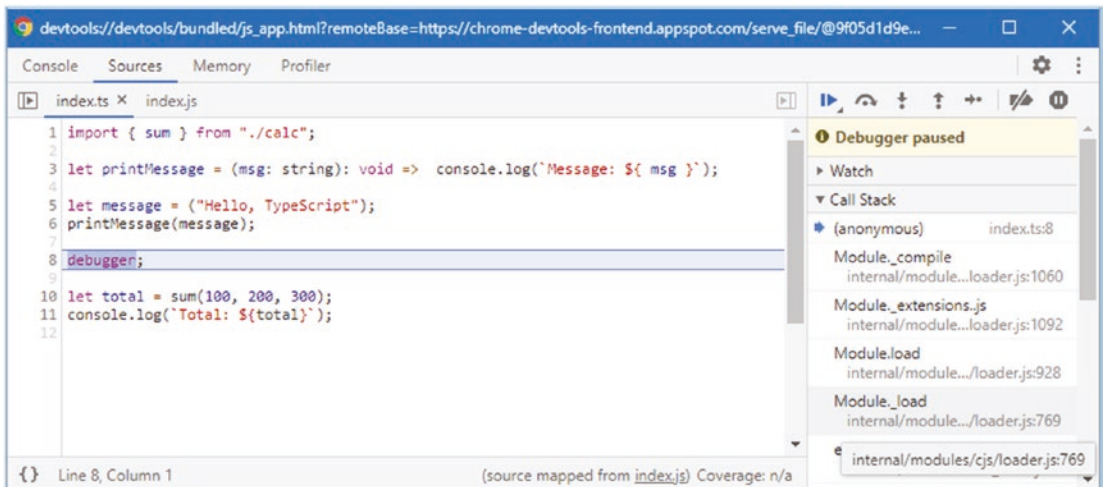 devtools://devtools/bundled/js_app.html?remoteBase=https://chrome-devtools-frontend.appspot.com/serve_file/@9f05d1d9e...
Console Sources Memory Profiler
index.ts × index.js
1 import { sum } from "./calc";
2
3 let printMessage = (msg: string): void =>  console.log(`Message: ${ msg }`);
4
5 let message = ("Hello, TypeScript");
6 printMessage(message);
7
8 debugger;
9
10 let total = sum(100, 200, 300);
11 console.log(`Total: ${total}`);
12
{} Line 8, Column 1 (source mapped from index.js) Coverage: n/a
Debugger paused
Watch
Call Stack
(anonymous) index.ts:8
Module._compile
internal/module...loader.js:1060
Module._extensions..js
internal/module...loader.js:1092
Module.load
internal/module.../loader.js:928
Module._load
internal/module.../loader.js:769
internal/modules/cjs/loader.js:769